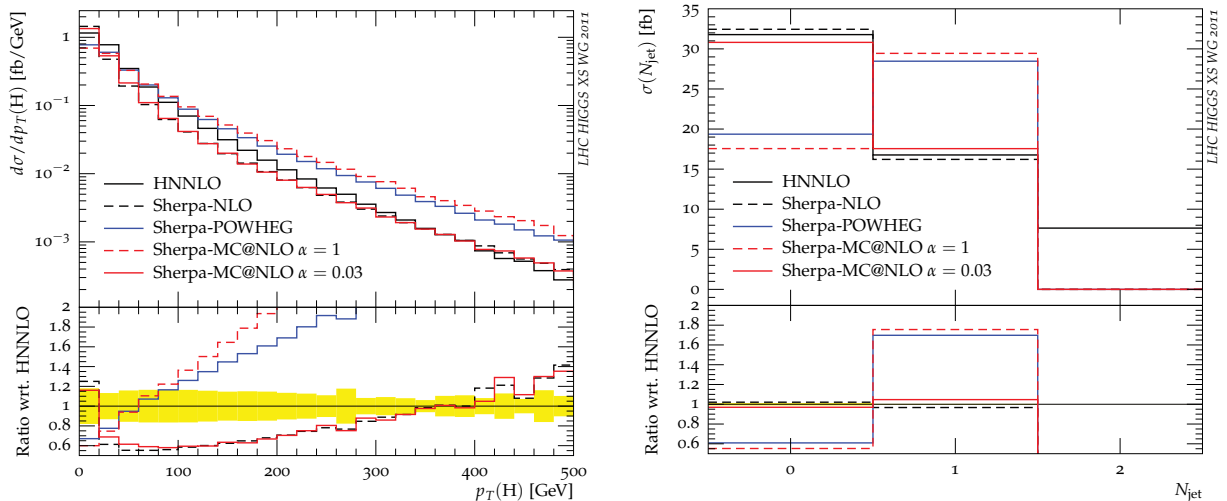 dσ/dp_T(H) [fb/GeV]
1
10⁻¹
10⁻²
10⁻³
HNNLO
Sherpa-NLO
Sherpa-POWHEG
Sherpa-MC@NLO α = 1
Sherpa-MC@NLO α = 0.03
LHC HIGGS XS WG 2011
Ratio wrt. HNNLO
2
1.8
1.6
1.4
1.2
1
0.8
0.6
0 100 200 300 400 500
p_T(H) [GeV]
σ(N_jet) [fb]
35
30
25
20
15
10
5
0
HNNLO
Sherpa-NLO
Sherpa-POWHEG
Sherpa-MC@NLO α = 1
Sherpa-MC@NLO α = 0.03
LHC HIGGS XS WG 2011
Ratio wrt. HNNLO
1.8
1.6
1.4
1.2
1
0.8
0.6
0 1 2
N_jet